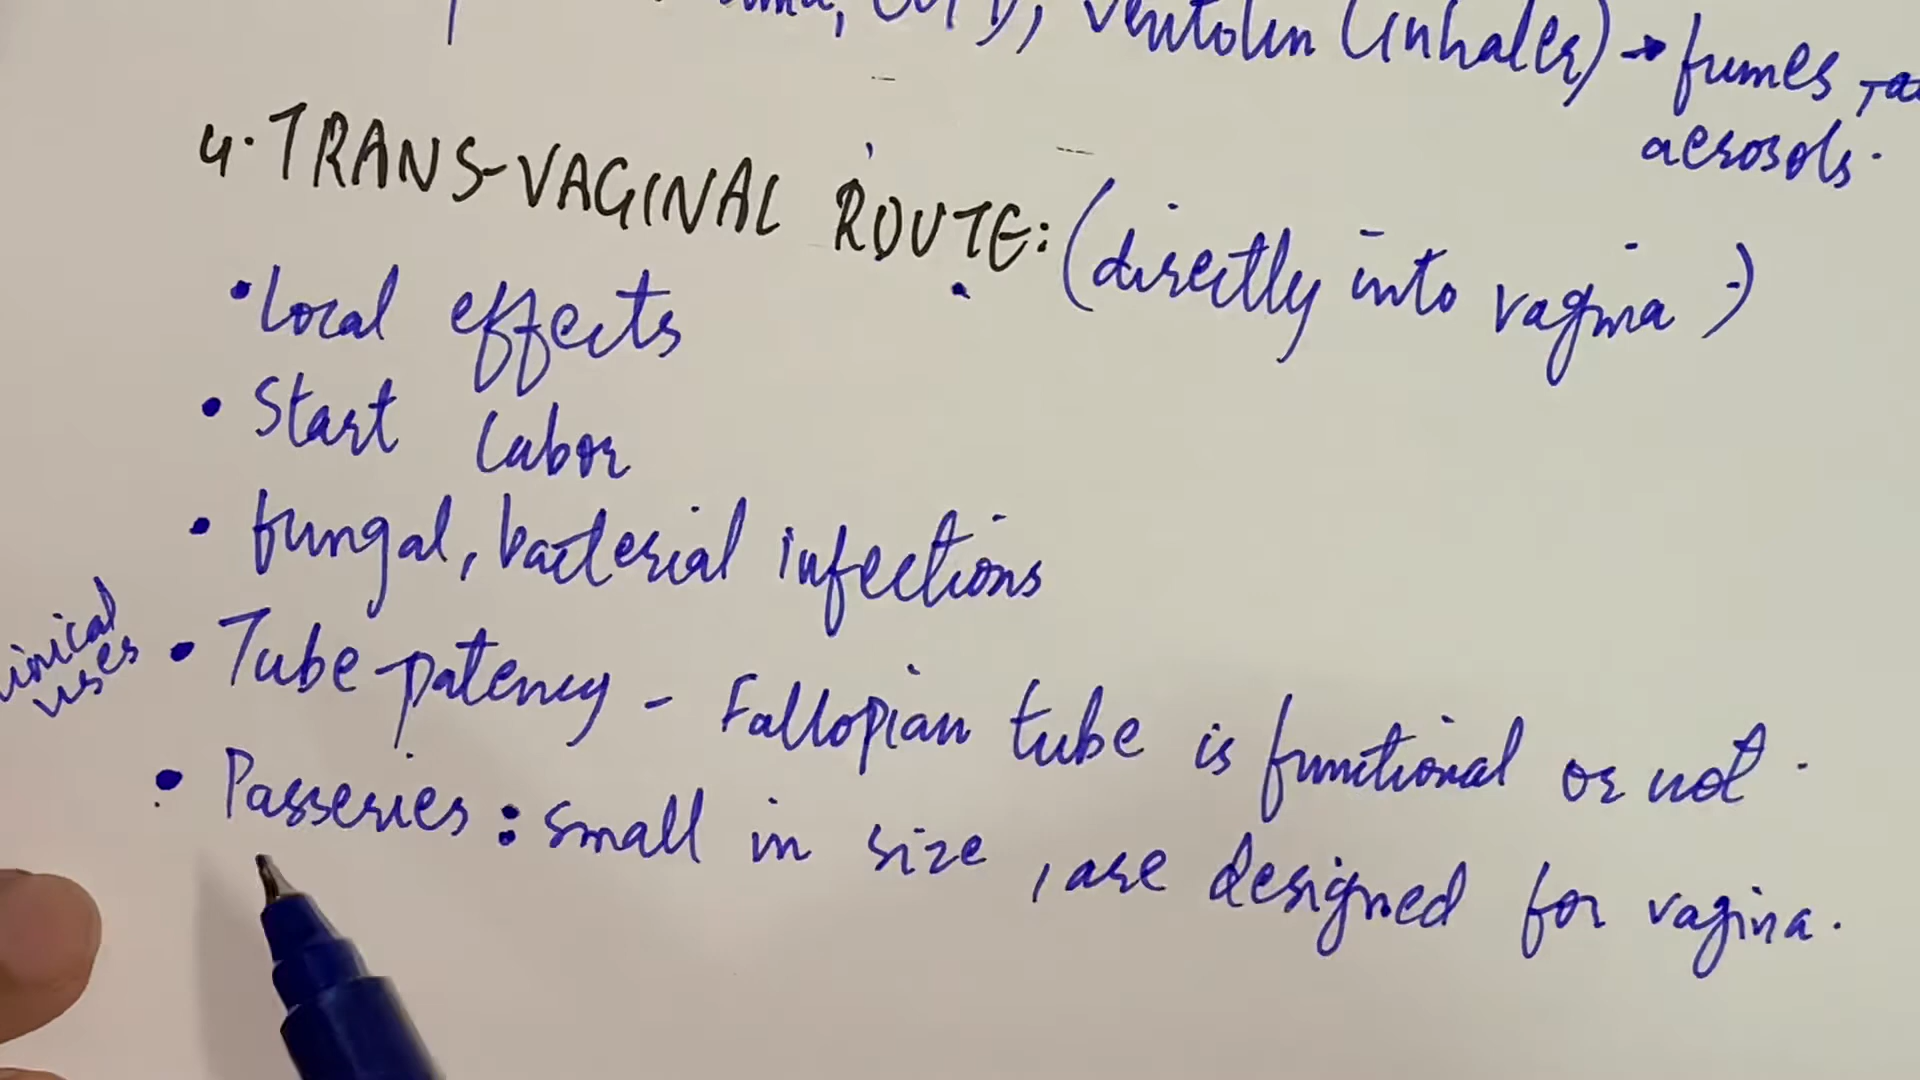 Ventolin (inhaler) → fumes
aerosols.
4. TRANS-VAGINAL ROUTE: (directly into vagina)
• Local effects
• Start Labor
• fungal, bacterial infections
• Tube patency - Fallopian tube is functional or not.
• Passeries : small in size, are designed for vagina.
uses